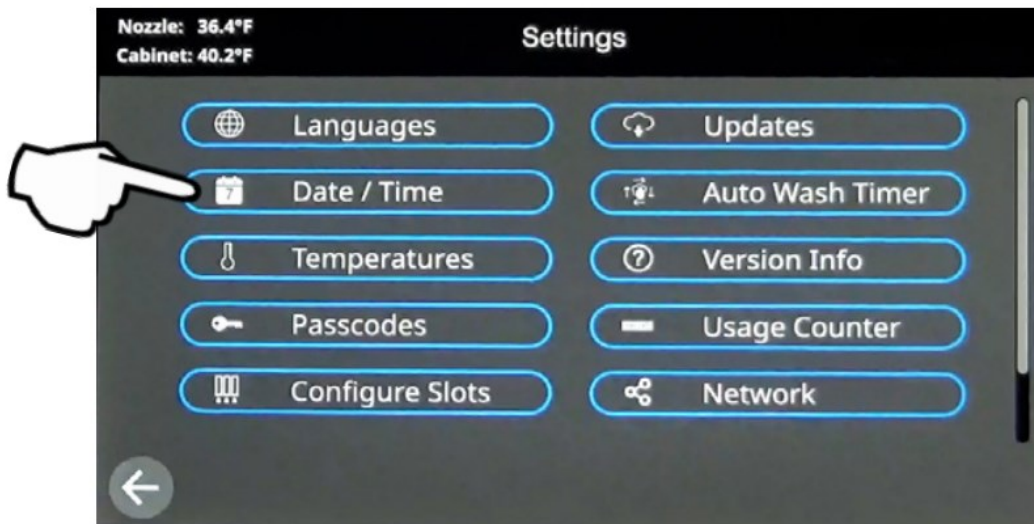 Nozzle: 36.4°F
Cabinet: 40.2°F
Settings
Languages
Updates
7
Date / Time
Auto Wash Timer
Temperatures
? Version Info
Passcodes
Usage Counter
Configure Slots
Network